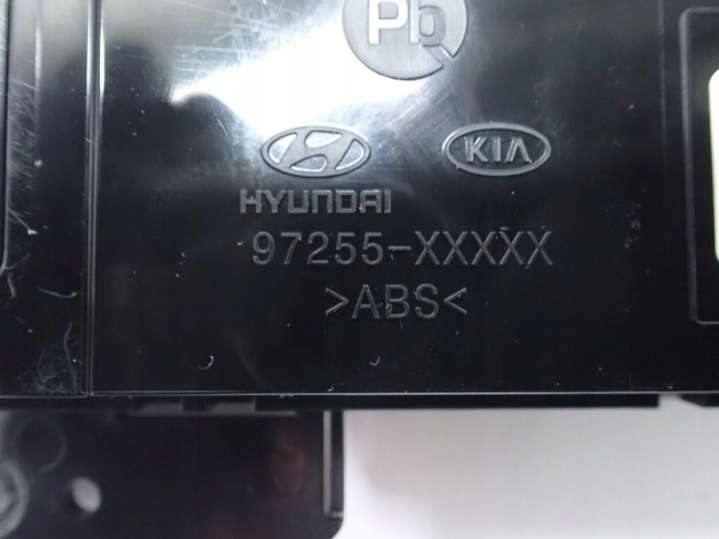 Pb
KIA
HYUNDAI
97255-XXXXX
>ABS<